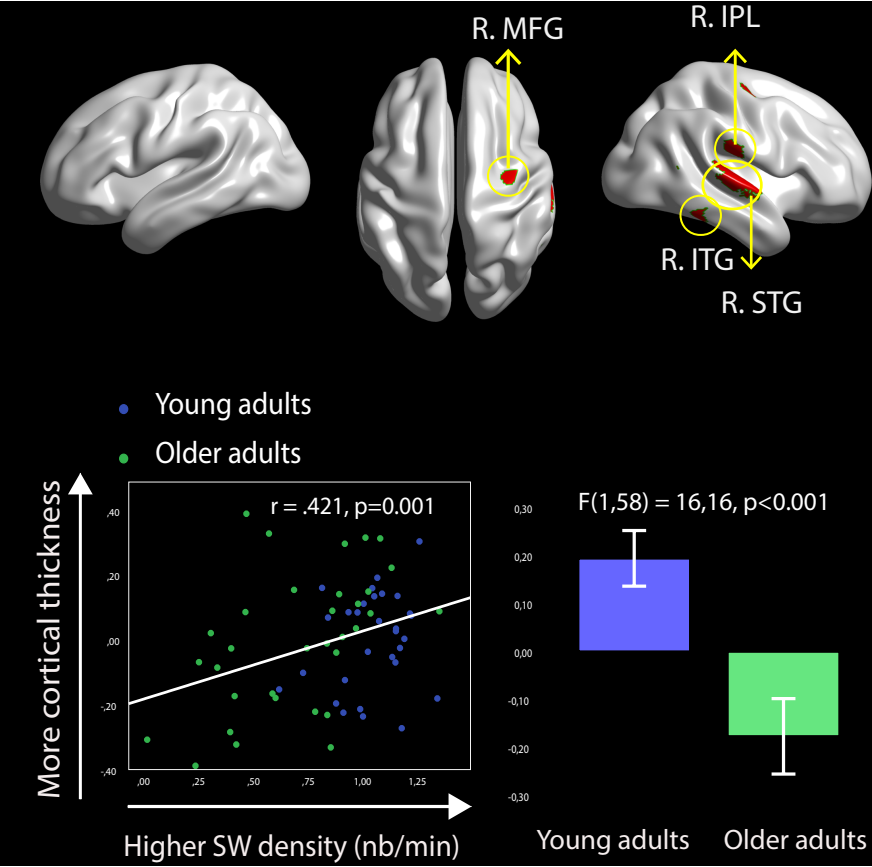 R. MFG
R. IPL
R. ITG
R. STG
Young adults
Older adults
More cortical thickness
r = .421, p=0.001
,40
,20
,00
-,20
-,40
,00 ,25 ,50 ,75 1,00 1,25
Higher SW density (nb/min)
F(1,58) = 16,16, p<0.001
0,30
0,20
0,10
0,00
-0,10
-0,20
-0,30
Young adults Older adults